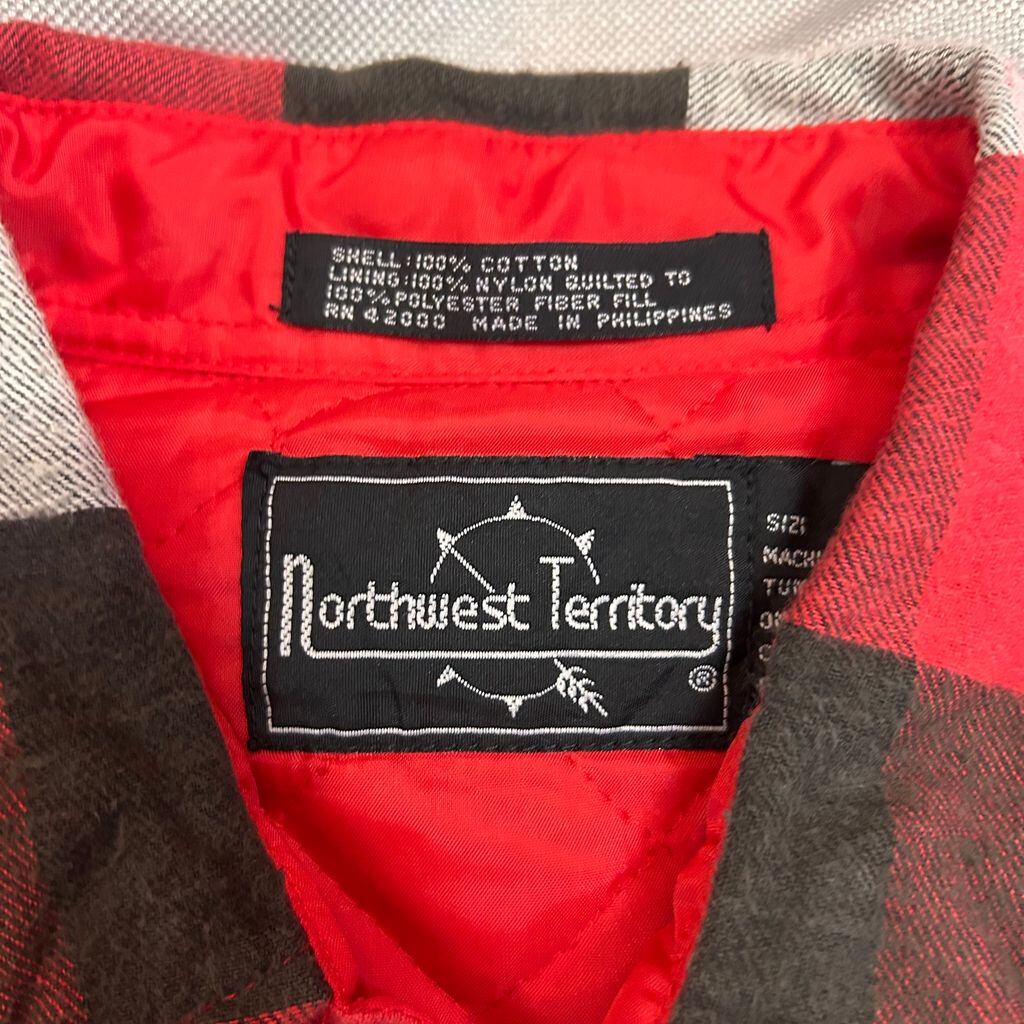 SHELL:100% COTTON
LINING:100% NYLON QUILTED TO
100% POLYESTER FIBER FILL
RN 42000 MADE IN PHILIPPINES
Northwest Territory
®